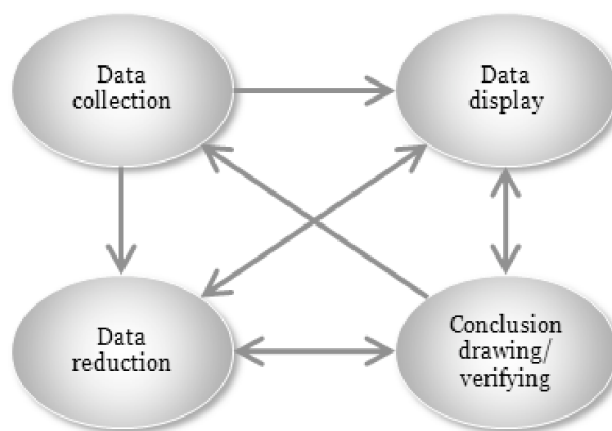 Data
collection
Data
display
Data
reduction
Conclusion
drawing/
verifying